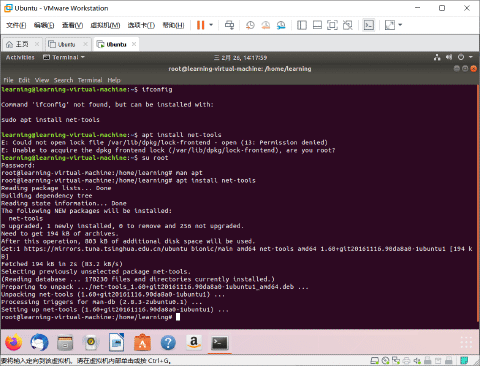 Ubuntu - VMware Workstation
文件(F) 编辑(E) 查看(V) 虚拟机(M) 选项卡(T) 帮助(H)
主页 Ubuntu Ubuntu
Activities Terminal 三 2月 26, 14:17:59
root@learning-virtual-machine: /home/learning
File Edit View Search Terminal Help
learning@learning-virtual-machine:~$ ifconfig
Command 'ifconfig' not found, but can be installed with:
sudo apt install net-tools
learning@learning-virtual-machine:~$ apt install net-tools
E: Could not open lock file /var/lib/dpkg/lock-frontend - open (13: Permission denied)
E: Unable to acquire the dpkg frontend lock (/var/lib/dpkg/lock-frontend), are you root?
learning@learning-virtual-machine:~$ su root
Password:
root@learning-virtual-machine:/home/learning# man apt
root@learning-virtual-machine:/home/learning# apt install net-tools
Reading package lists... Done
Building dependency tree
Reading state information... Done
The following NEW packages will be installed:
net-tools
0 upgraded, 1 newly installed, 0 to remove and 256 not upgraded.
Need to get 194 kB of archives.
After this operation, 803 kB of additional disk space will be used.
Get:1 https://mirrors.tuna.tsinghua.edu.cn/ubuntu bionic/main amd64 net-tools amd64 1.60+git20161116.90da8a0-1ubuntu1 [194 k
B]
Fetched 194 kB in 2s (83.2 kB/s)
Selecting previously unselected package net-tools.
(Reading database ... 170230 files and directories currently installed.)
Preparing to unpack .../net-tools_1.60+git20161116.90da8a0-1ubuntu1_amd64.deb ...
Unpacking net-tools (1.60+git20161116.90da8a0-1ubuntu1) ...
Processing triggers for man-db (2.8.3-2ubuntu0.1) ...
Setting up net-tools (1.60+git20161116.90da8a0-1ubuntu1) ...
root@learning-virtual-machine:/home/learning#
要将输入定向到该虚拟机，请在虚拟机内部单击或按 Ctrl+G。